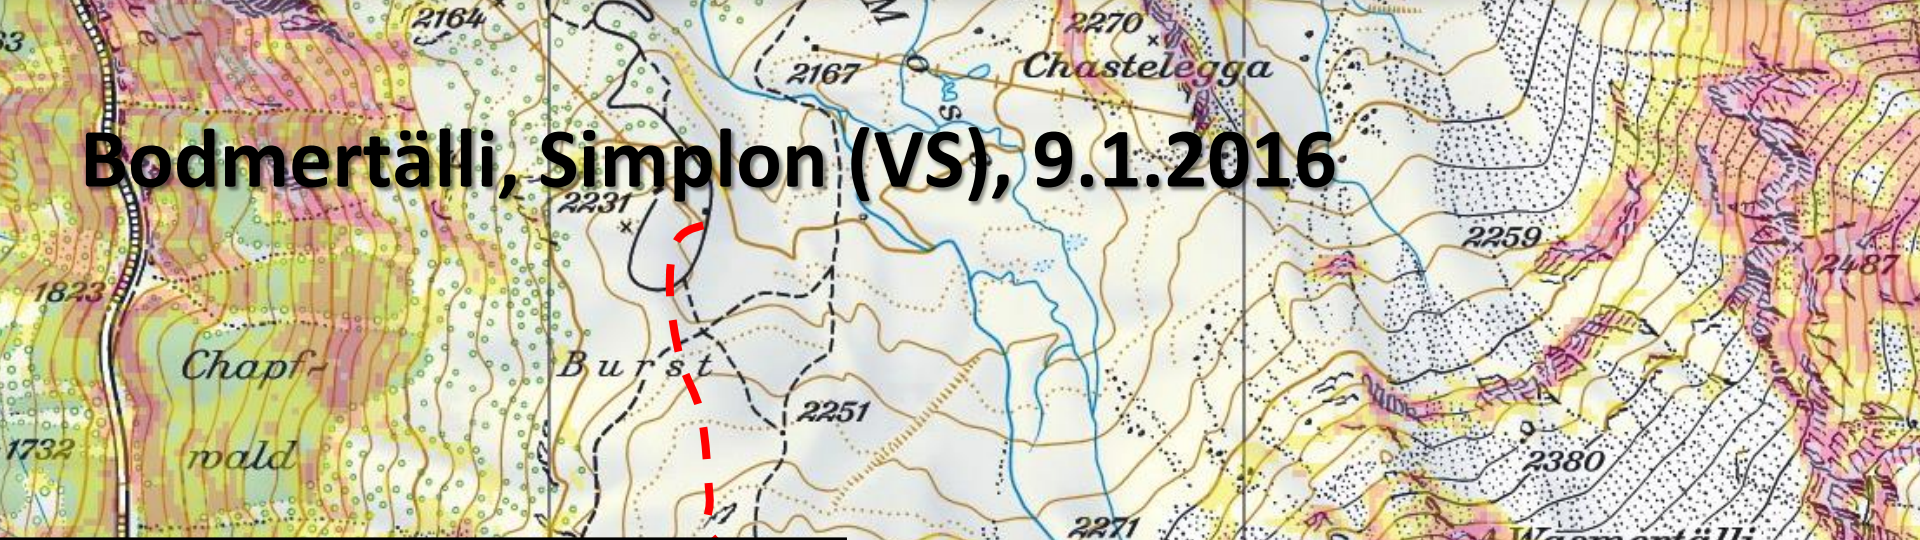 2164
2270
83
M
o
2167
Chastelegga
s
Bodmertälli, Simplon (VS), 9.1.2016
2231
2259
2487
1823
Chapf-
Burst
2251
1732
wald
2380
2271